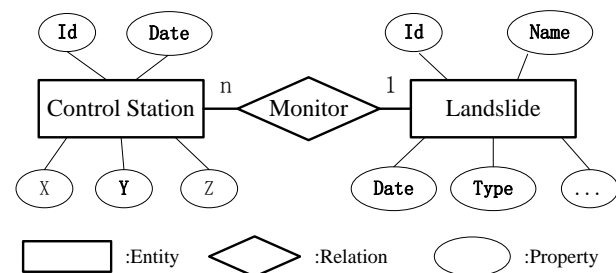 Id Date Id Name
Control Station n Monitor 1 Landslide
X Y Z Date Type ...
:Entity :Relation :Property